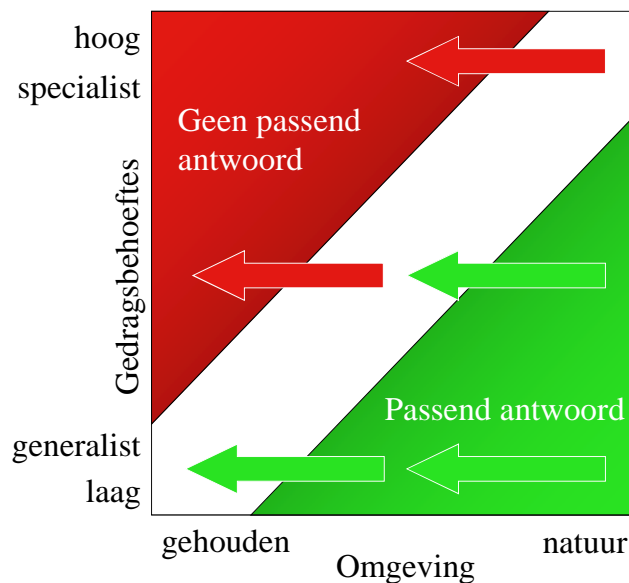 hoog
specialist
Geen passend
antwoord
Gedragsbehoeftes
Passend antwoord
generalist
laag
gehouden
natuur
Omgeving